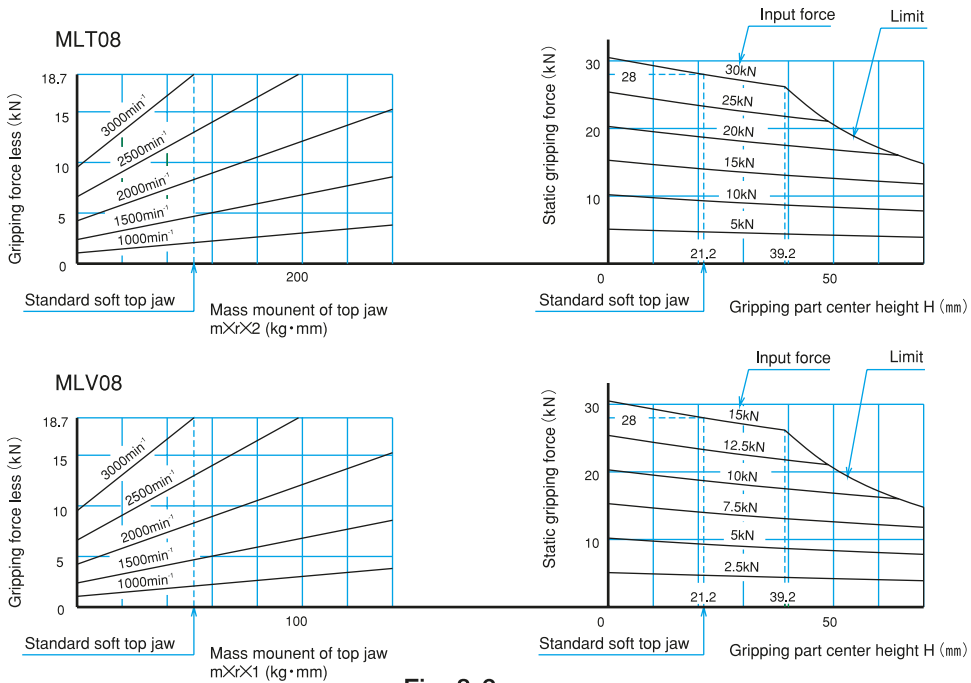 MLT08
Gripping force less (kN)
18.7
15
10
5
0
3000min⁻¹
2500min⁻¹
2000min⁻¹
1500min⁻¹
1000min⁻¹
200
Standard soft top jaw
Mass mounent of top jaw
m×r×2 (kg・mm)
Input force
Limit
Static gripping force (kN)
30
20
10
28
30kN
25kN
20kN
15kN
10kN
5kN
21.2
39.2
0
50
Standard soft top jaw
Gripping part center height H (mm)
MLV08
Gripping force less (kN)
18.7
15
10
5
0
3000min⁻¹
2500min⁻¹
2000min⁻¹
1500min⁻¹
1000min⁻¹
100
Standard soft top jaw
Mass mounent of top jaw
m×r×1 (kg・mm)
Input force
Limit
Static gripping force (kN)
30
20
10
28
15kN
12.5kN
10kN
7.5kN
5kN
2.5kN
21.2
39.2
0
50
Standard soft top jaw
Gripping part center height H (mm)